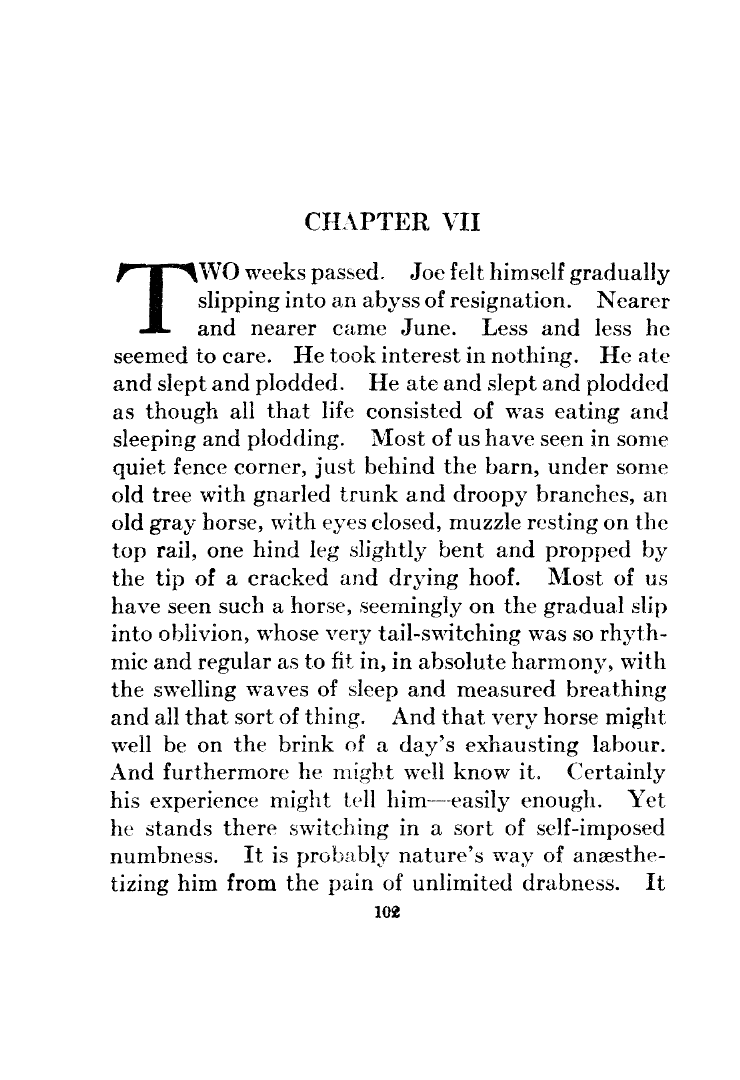 CHAPTER VII
TWO weeks passed. Joe felt himself gradually
slipping into an abyss of resignation. Nearer
and nearer came June. Less and less he
seemed to care. He took interest in nothing. He ate
and slept and plodded. He ate and slept and plodded
as though all that life consisted of was eating and
sleeping and plodding. Most of us have seen in some
quiet fence corner, just behind the barn, under some
old tree with gnarled trunk and droopy branches, an
old gray horse, with eyes closed, muzzle resting on the
top rail, one hind leg slightly bent and propped by
the tip of a cracked and drying hoof. Most of us
have seen such a horse, seemingly on the gradual slip
into oblivion, whose very tail-switching was so rhyth-
mic and regular as to fit in, in absolute harmony, with
the swelling waves of sleep and measured breathing
and all that sort of thing. And that very horse might
well be on the brink of a day's exhausting labour.
And furthermore he might well know it. Certainly
his experience might tell him—easily enough. Yet
he stands there switching in a sort of self-imposed
numbness. It is probably nature's way of anæsthe-
tizing him from the pain of unlimited drabness. It
102